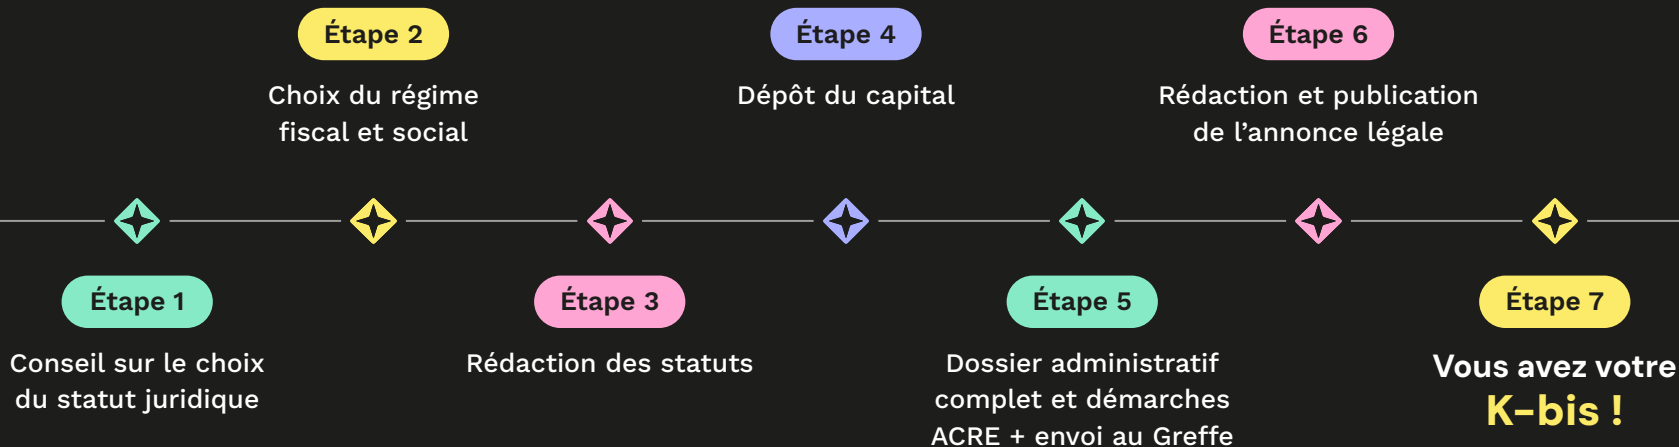 Étape 1
Conseil sur le choix
du statut juridique
Étape 2
Choix du régime
fiscal et social
Étape 3
Rédaction des statuts
Étape 4
Dépôt du capital
Étape 5
Dossier administratif
complet et démarches
ACRE + envoi au Greffe
Étape 6
Rédaction et publication
de l’annonce légale
Étape 7
Vous avez votre
K-bis !